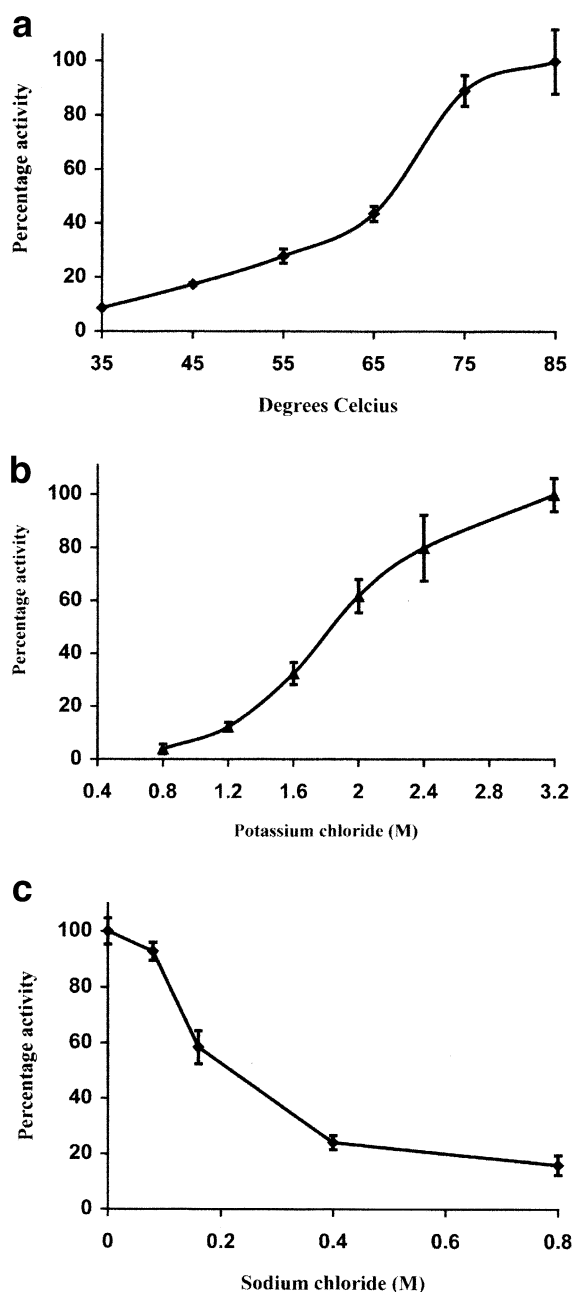 a
Percentage activity
100
80
60
40
20
0
35 45 55 65 75 85
Degrees Celcius
b
Percentage activity
100
80
60
40
20
0
0.4 0.8 1.2 1.6 2 2.4 2.8 3.2
Potassium chloride (M)
c
Percentage activity
100
80
60
40
20
0
0 0.2 0.4 0.6 0.8
Sodium chloride (M)